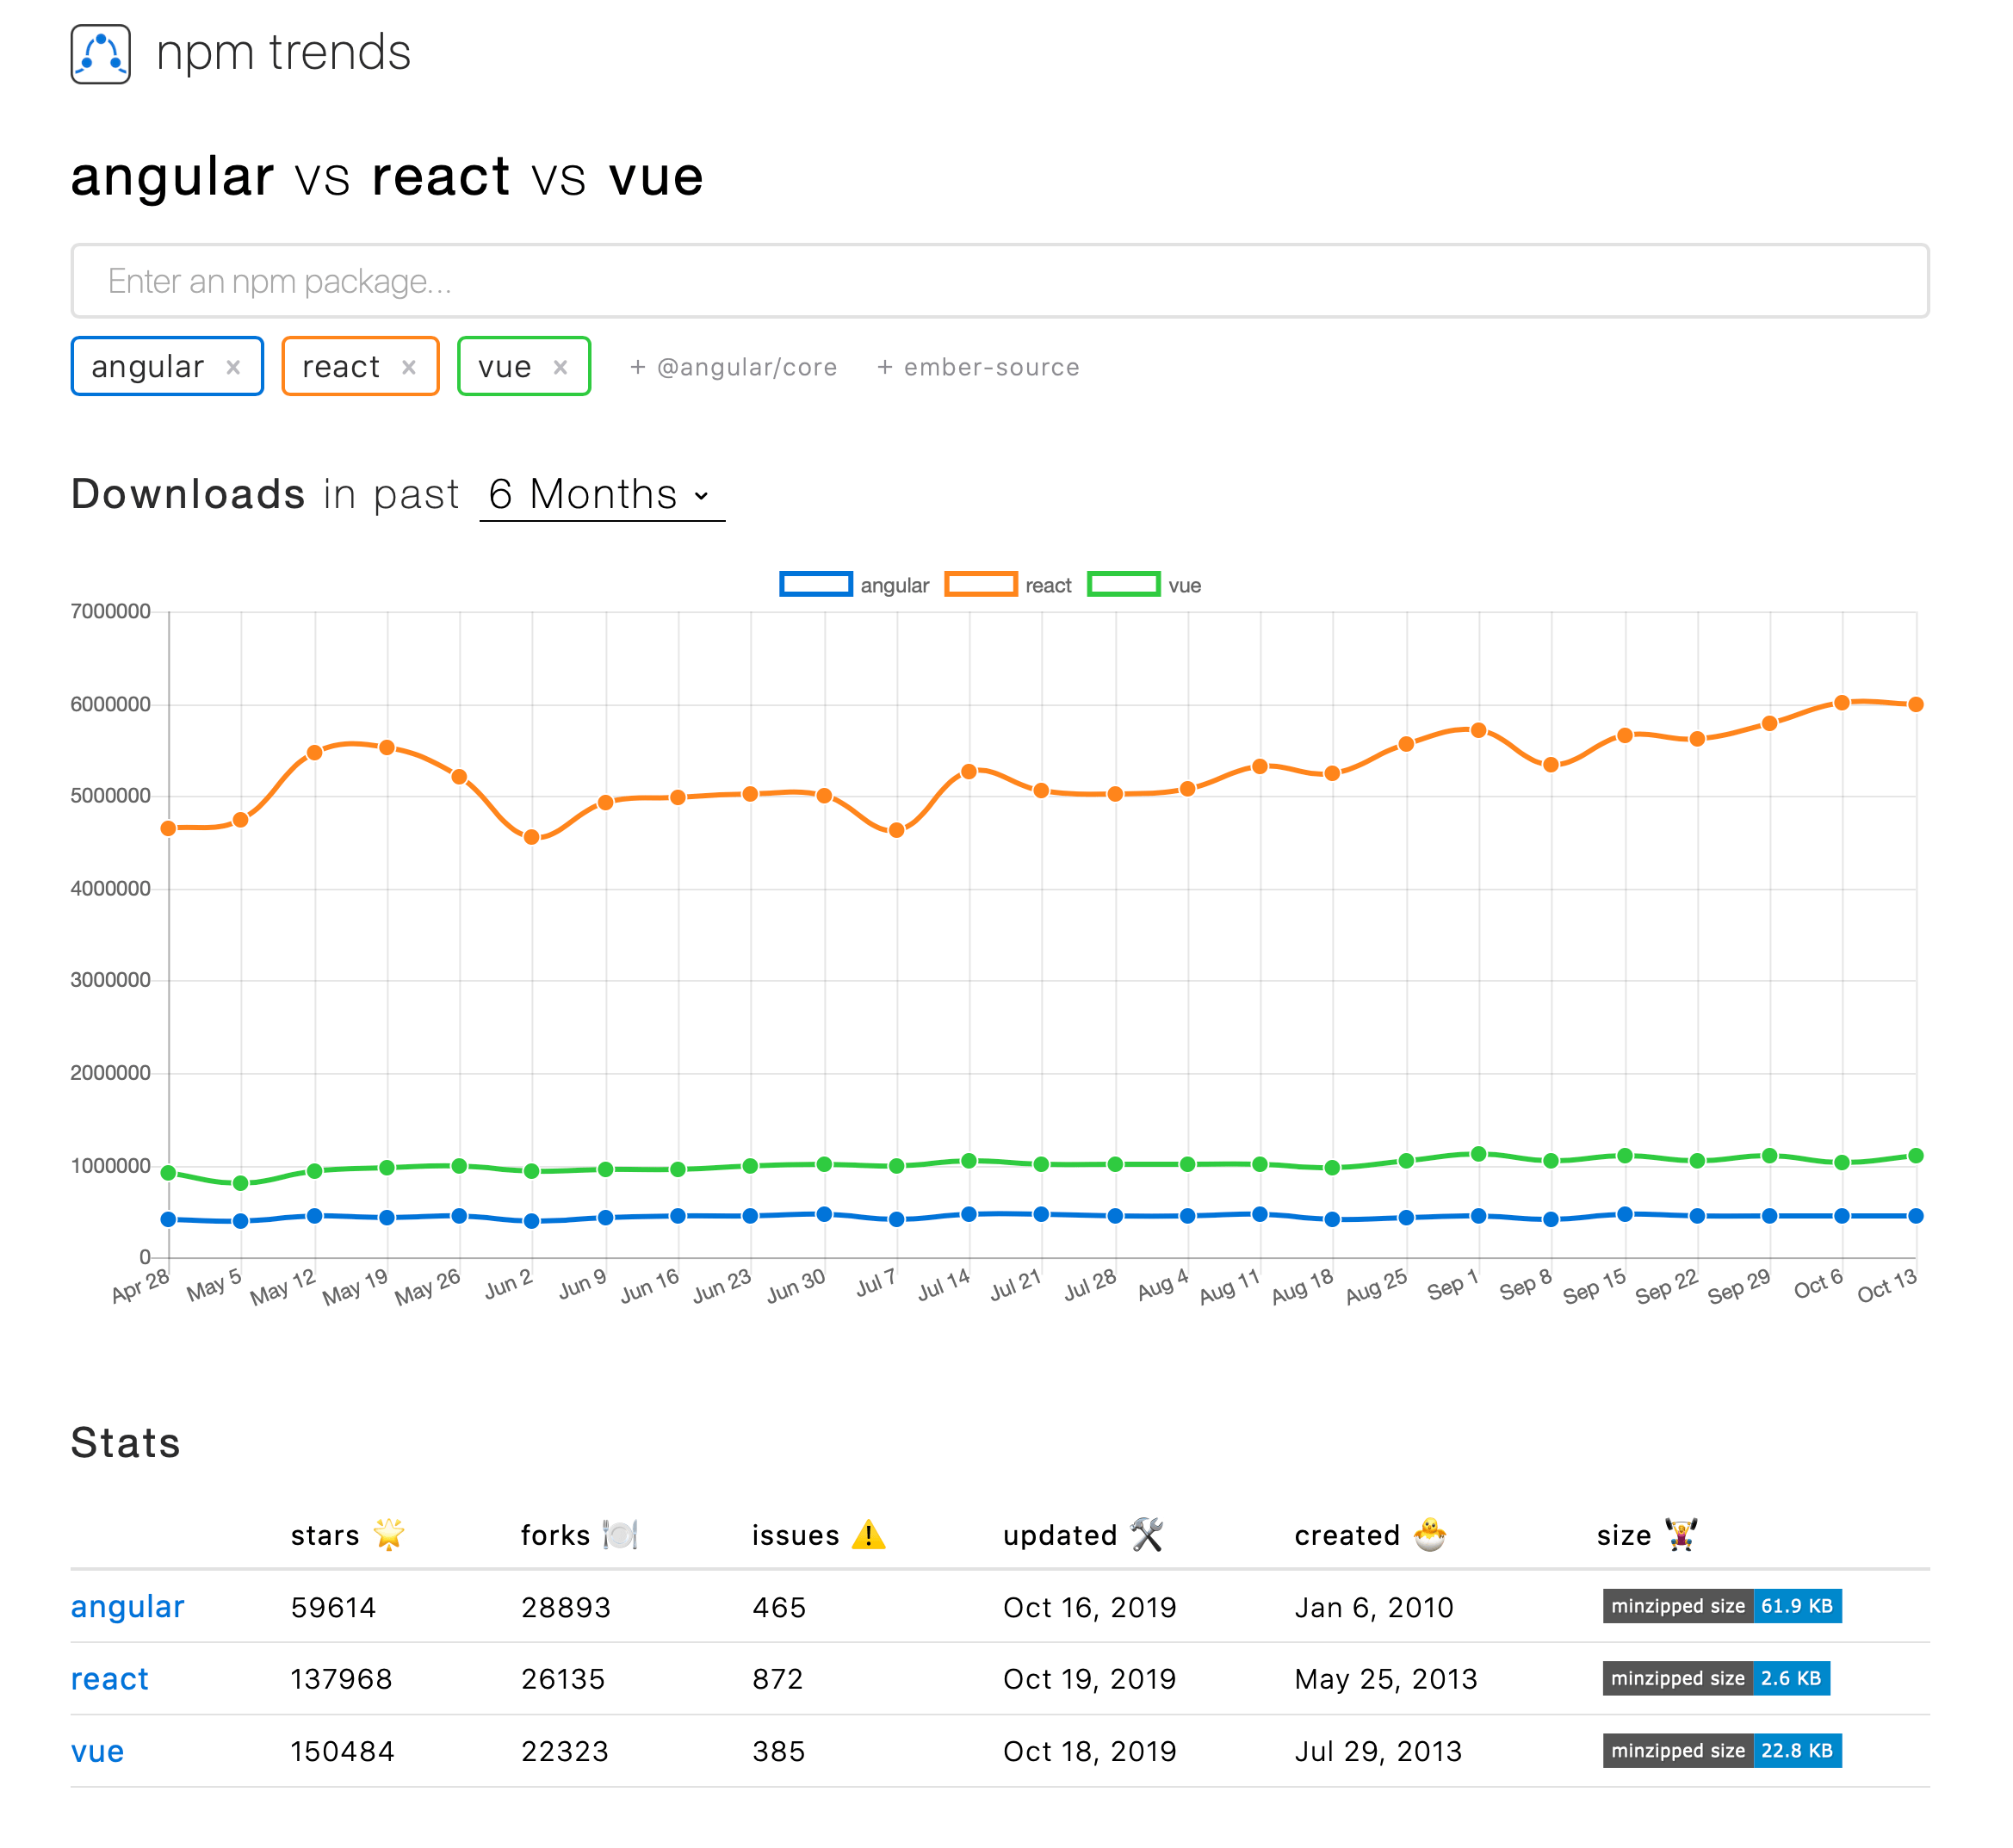 npm trends
angular vs react vs vue
Enter an npm package...
angular × react × vue × + @angular/core + ember-source
Downloads in past 6 Months
angular react vue
7000000
6000000
5000000
4000000
3000000
2000000
1000000
0
Apr 28 May 5 May 12 May 19 May 26 Jun 2 Jun 9 Jun 16 Jun 23 Jun 30 Jul 7 Jul 14 Jul 21 Jul 28 Aug 4 Aug 11 Aug 18 Aug 25 Sep 1 Sep 8 Sep 15 Sep 22 Sep 29 Oct 6 Oct 13
Stats
stars 🌟 forks 🍽️ issues ⚠️ updated 🛠️ created 🐣 size 🏋️‍♀️
angular 59614 28893 465 Oct 16, 2019 Jan 6, 2010 minzipped size 61.9 KB
react 137968 26135 872 Oct 19, 2019 May 25, 2013 minzipped size 2.6 KB
vue 150484 22323 385 Oct 18, 2019 Jul 29, 2013 minzipped size 22.8 KB